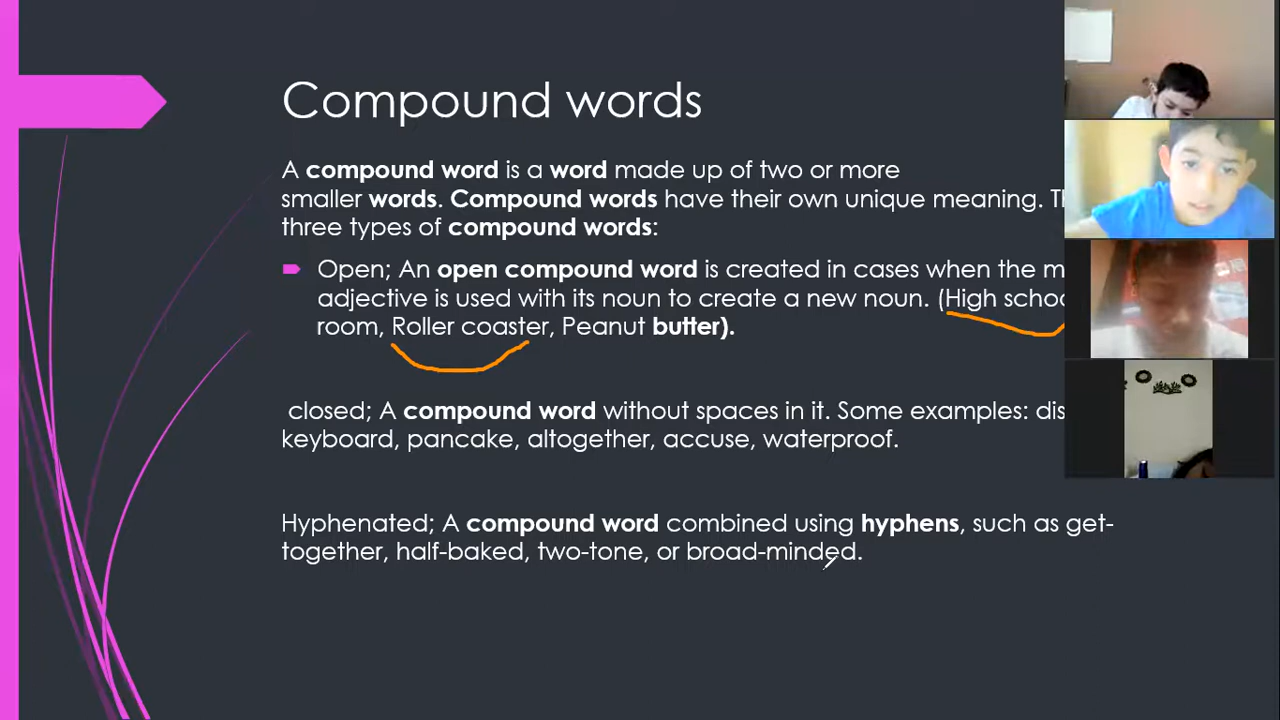 Compound words
A compound word is a word made up of two or more
smaller words. Compound words have their own unique meaning.
three types of compound words:
Open; An open compound word is created in cases when the
adjective is used with its noun to create a new noun. (High
room, Roller coaster, Peanut butter).
closed; A compound word without spaces in it. Some examples:
keyboard, pancake, altogether, accuse, waterproof.
Hyphenated; A compound word combined using hyphens, such as get-
together, half-baked, two-tone, or broad-minded.